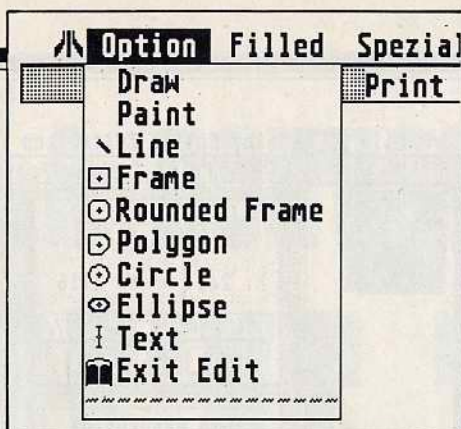 Option Filled Spezial
Draw
Print
Paint
Line
Frame
Rounded Frame
Polygon
Circle
Ellipse
Text
Exit Edit